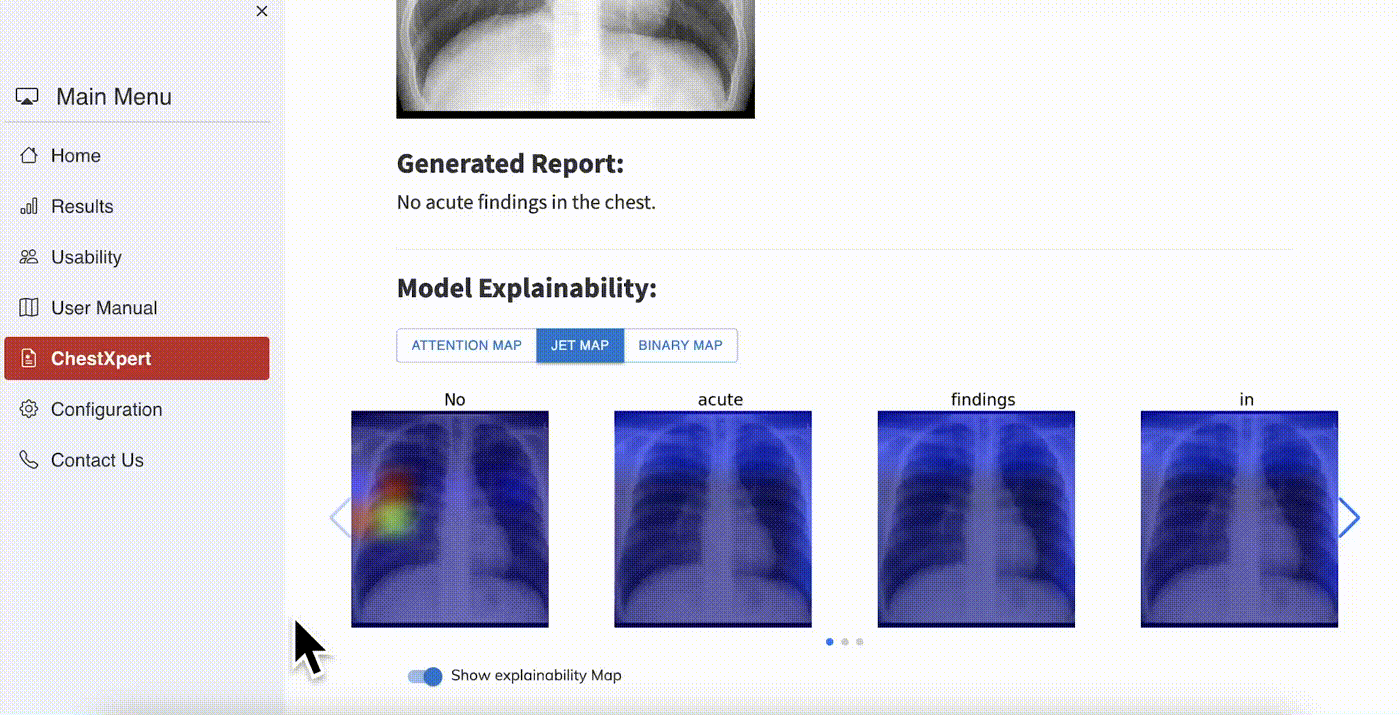 Main Menu
Home
Results
Usability
User Manual
ChestXpert
Configuration
Contact Us
Generated Report:
No acute findings in the chest.
Model Explainability:
ATTENTION MAP JET MAP BINARY MAP
No acute findings in
Show explainability Map